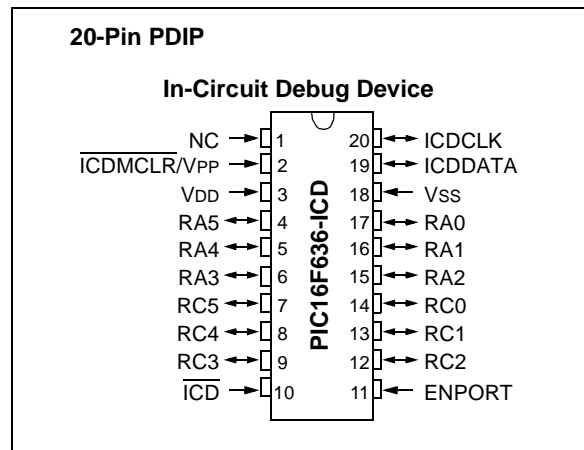 20-Pin PDIP
In-Circuit Debug Device
NC 1 20 ICDCLK
ICDMCLR/VPP 2 19 ICDDATA
VDD 3 18 VSS
RA5 4 17 RA0
RA4 5 16 RA1
RA3 6 15 RA2
RC5 7 14 RC0
RC4 8 13 RC1
RC3 9 12 RC2
ICD 10 11 ENPORT
PIC16F636-ICD